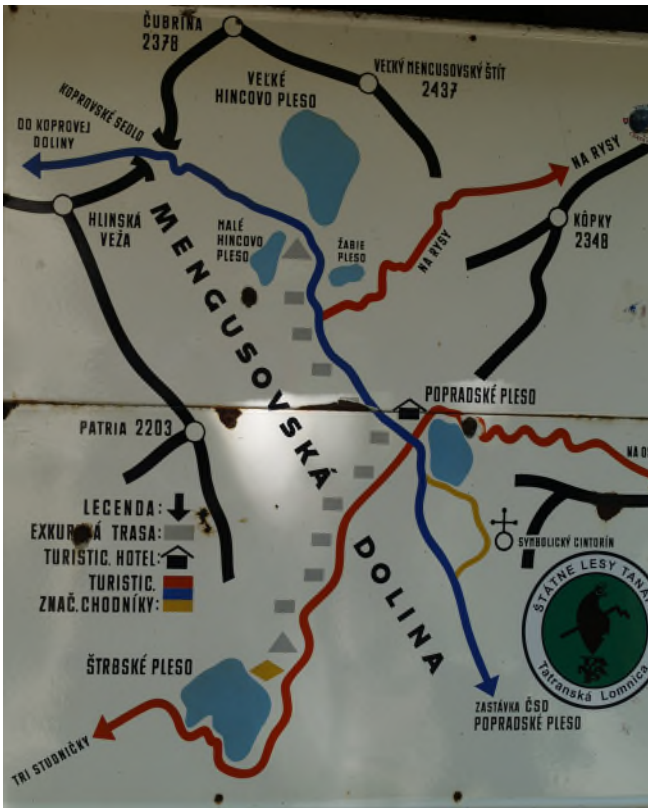 ČUBRINA
2378
VEĽKÉ
HINCOVO PLESO
VEĽKÝ MENGUSOVSKÝ ŠTÍT
2437
KOPROVSKÉ SEDLO
DO KOPROVEJ
DOLINY
NA RYSY
HLINSKÁ
VEŽA
MALÉ
HINCOVO
PLESO
ŽABIE
PLESO
NA RYSY
KÔPKY
2348
MENGUSOVSKÁ
DOLINA
POPRADSKÉ PLESO
PATRIA 2203
LEGENDA:
TRASA:
TURISTIC. HOTEL:
TURISTIC.
ZNAČ. CHODNÍKY:
SYMBOLICKÝ CINTORÍN
ŠTÁTNE LESY
Tatranská Lomnica
ŠTRBSKÉ PLESO
ZASTÁVKA ČSD
POPRADSKÉ PLESO
TRI STUDNIČKY